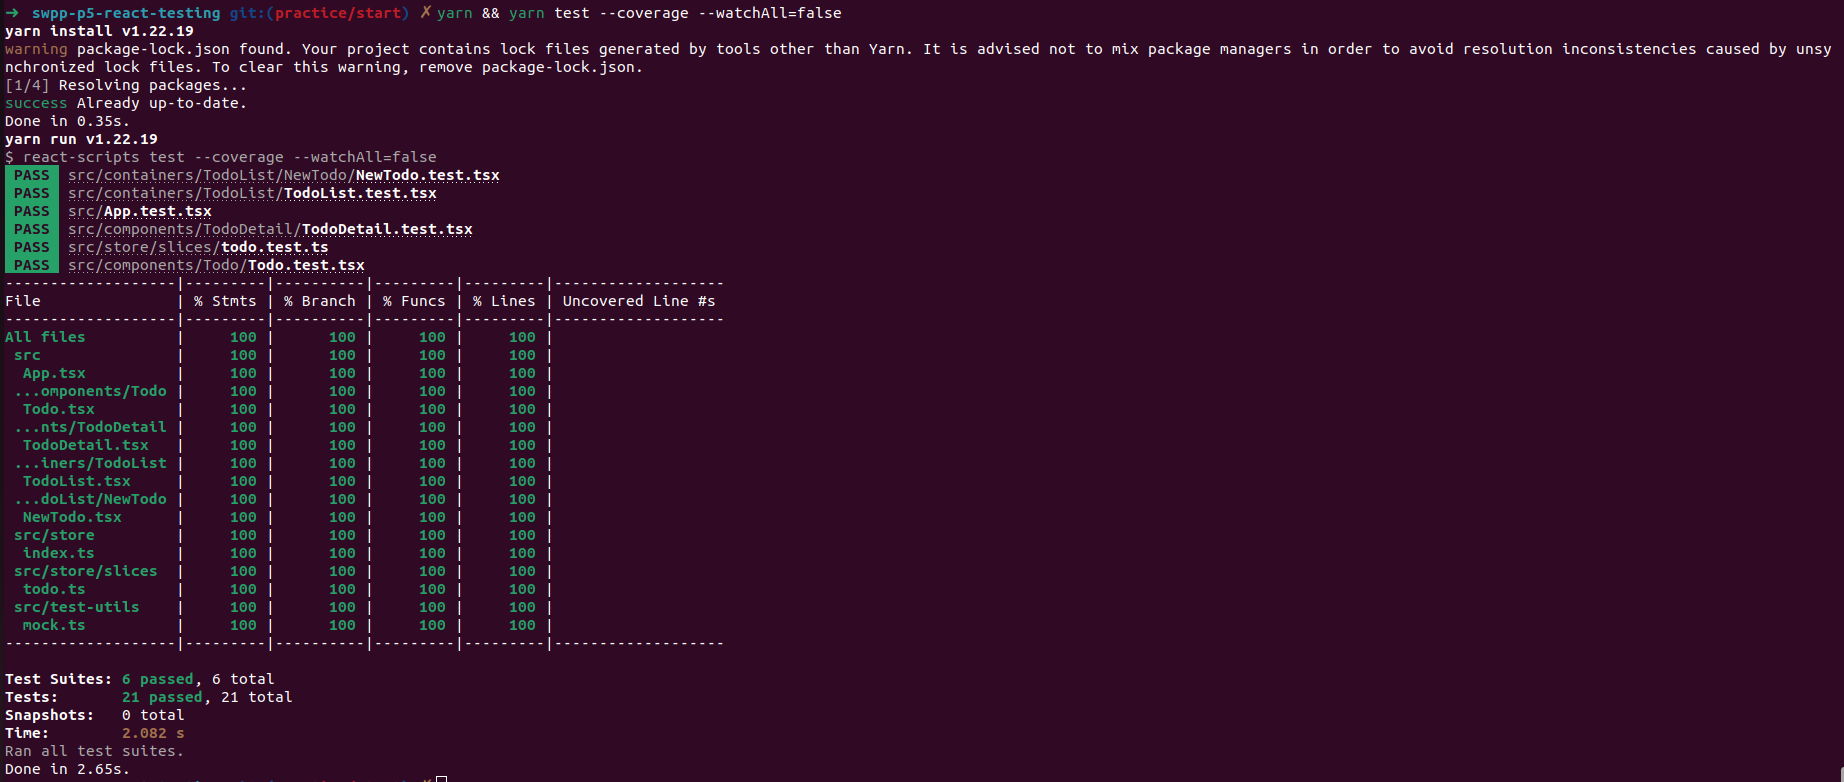 ➜  swpp-p5-react-testing git:(practice/start) ✗ yarn && yarn test --coverage --watchAll=false
yarn install v1.22.19
warning package-lock.json found. Your project contains lock files generated by tools other than Yarn. It is advised not to mix package managers in order to avoid resolution inconsistencies caused by unsy
nchronized lock files. To clear this warning, remove package-lock.json.
[1/4] Resolving packages...
success Already up-to-date.
Done in 0.35s.
yarn run v1.22.19
$ react-scripts test --coverage --watchAll=false
PASS  src/containers/TodoList/NewTodo/NewTodo.test.tsx
PASS  src/containers/TodoList/TodoList.test.tsx
PASS  src/App.test.tsx
PASS  src/components/TodoDetail/TodoDetail.test.tsx
PASS  src/store/slices/todo.test.ts
PASS  src/components/Todo/Todo.test.tsx
-------------------|---------|----------|---------|---------|-------------------
File               | % Stmts | % Branch | % Funcs | % Lines | Uncovered Line #s
-------------------|---------|----------|---------|---------|-------------------
All files          |     100 |      100 |     100 |     100 |
 src               |     100 |      100 |     100 |     100 |
  App.tsx          |     100 |      100 |     100 |     100 |
 ...omponents/Todo |     100 |      100 |     100 |     100 |
  Todo.tsx         |     100 |      100 |     100 |     100 |
 ...nts/TodoDetail |     100 |      100 |     100 |     100 |
  TodoDetail.tsx   |     100 |      100 |     100 |     100 |
 ...iners/TodoList |     100 |      100 |     100 |     100 |
  TodoList.tsx     |     100 |      100 |     100 |     100 |
 ...doList/NewTodo |     100 |      100 |     100 |     100 |
  NewTodo.tsx      |     100 |      100 |     100 |     100 |
 src/store         |     100 |      100 |     100 |     100 |
  index.ts         |     100 |      100 |     100 |     100 |
 src/store/slices  |     100 |      100 |     100 |     100 |
  todo.ts          |     100 |      100 |     100 |     100 |
 src/test-utils    |     100 |      100 |     100 |     100 |
  mock.ts          |     100 |      100 |     100 |     100 |
-------------------|---------|----------|---------|---------|-------------------
Test Suites: 6 passed, 6 total
Tests:       21 passed, 21 total
Snapshots:   0 total
Time:        2.082 s
Ran all test suites.
Done in 2.65s.